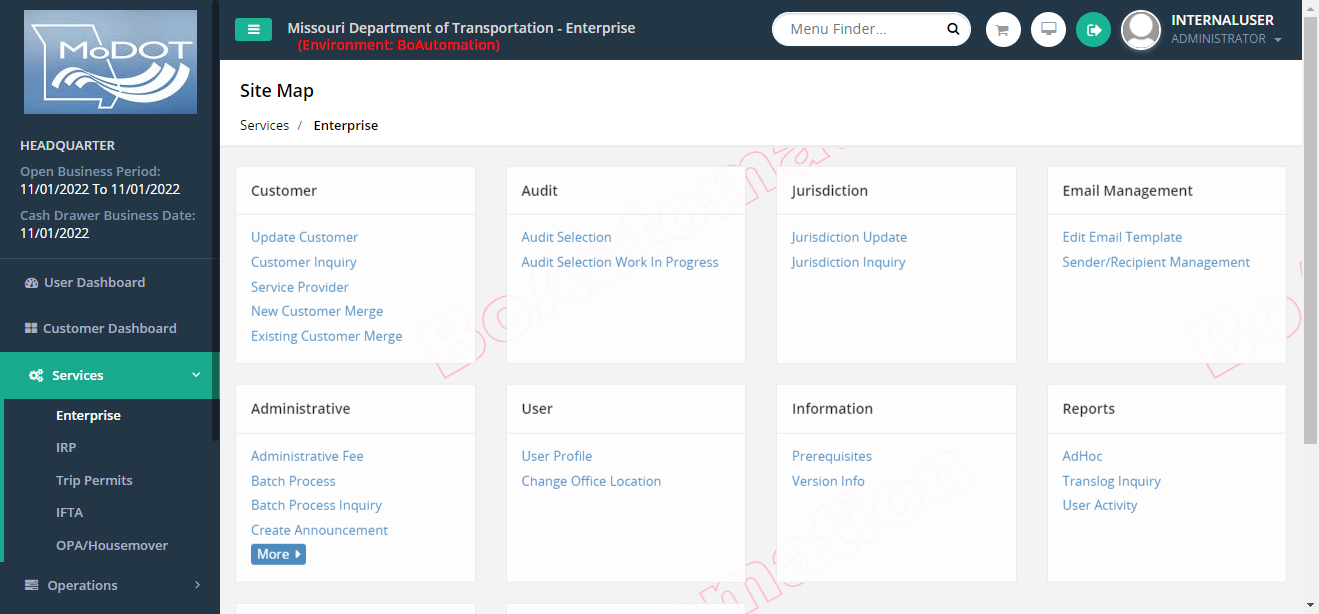 MoDOT
Missouri Department of Transportation - Enterprise
(Environment: BoAutomation)
Menu Finder...
INTERNALUSER
ADMINISTRATOR
HEADQUARTER
Open Business Period:
11/01/2022 To 11/01/2022
Cash Drawer Business Date:
11/01/2022
User Dashboard
Customer Dashboard
Services
Enterprise
IRP
Trip Permits
IFTA
OPA/Housemover
Operations
Site Map
Services / Enterprise
Customer
Update Customer
Customer Inquiry
Service Provider
New Customer Merge
Existing Customer Merge
Audit
Audit Selection
Audit Selection Work In Progress
Jurisdiction
Jurisdiction Update
Jurisdiction Inquiry
Email Management
Edit Email Template
Sender/Recipient Management
Administrative
Administrative Fee
Batch Process
Batch Process Inquiry
Create Announcement
More
User
User Profile
Change Office Location
Information
Prerequisites
Version Info
Reports
AdHoc
Translog Inquiry
User Activity
BoAutomation